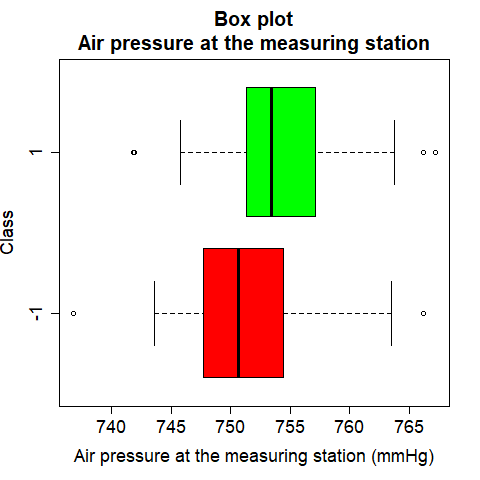 Box plot
Air pressure at the measuring station
1
-1
Class
740 745 750 755 760 765
Air pressure at the measuring station (mmHg)